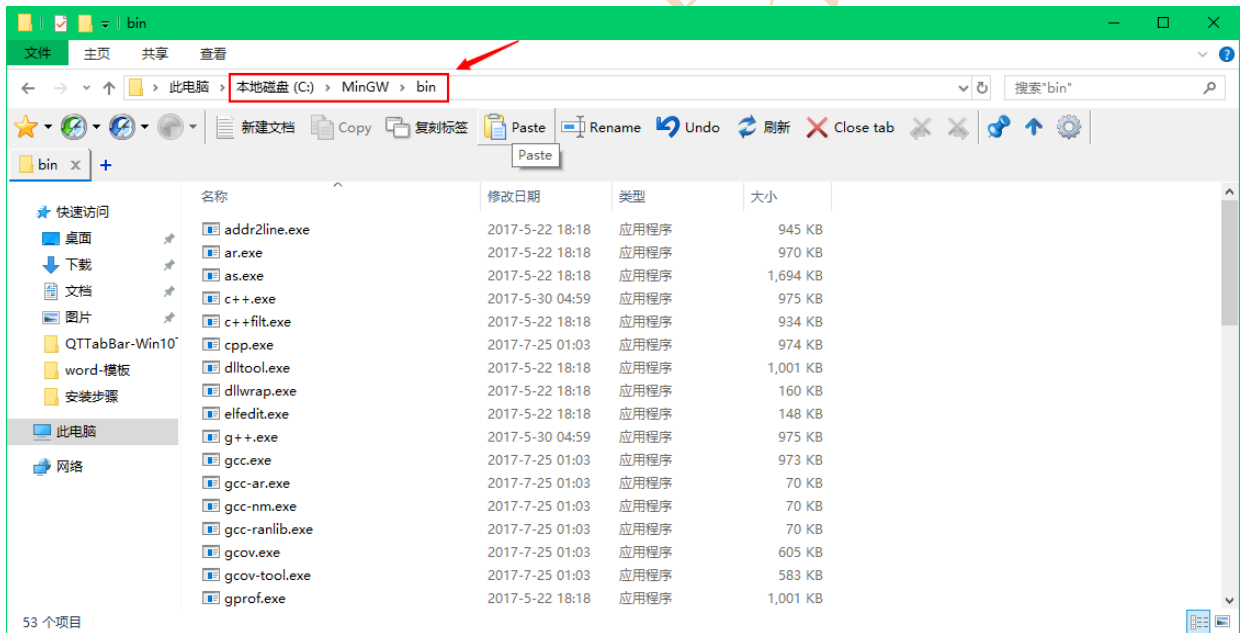 bin
文件 主页 共享 查看
此电脑 › 本地磁盘 (C:) › MinGW › bin 搜索"bin"
新建文档 Copy 复刻标签 Paste Rename Undo 刷新 Close tab
Paste
bin x +
名称 修改日期 类型 大小
快速访问
桌面
下载
文档
图片
QTTabBar-Win10
word-模板
安装步骤
此电脑
网络
addr2line.exe 2017-5-22 18:18 应用程序 945 KB
ar.exe 2017-5-22 18:18 应用程序 970 KB
as.exe 2017-5-22 18:18 应用程序 1,694 KB
c++.exe 2017-5-30 04:59 应用程序 975 KB
c++filt.exe 2017-5-22 18:18 应用程序 934 KB
cpp.exe 2017-7-25 01:03 应用程序 974 KB
dlltool.exe 2017-5-22 18:18 应用程序 1,001 KB
dllwrap.exe 2017-5-22 18:18 应用程序 160 KB
elfedit.exe 2017-5-22 18:18 应用程序 148 KB
g++.exe 2017-5-30 04:59 应用程序 975 KB
gcc.exe 2017-7-25 01:03 应用程序 973 KB
gcc-ar.exe 2017-7-25 01:03 应用程序 70 KB
gcc-nm.exe 2017-7-25 01:03 应用程序 70 KB
gcc-ranlib.exe 2017-7-25 01:03 应用程序 70 KB
gcov.exe 2017-7-25 01:03 应用程序 605 KB
gcov-tool.exe 2017-7-25 01:03 应用程序 583 KB
gprof.exe 2017-5-22 18:18 应用程序 1,001 KB
53 个项目